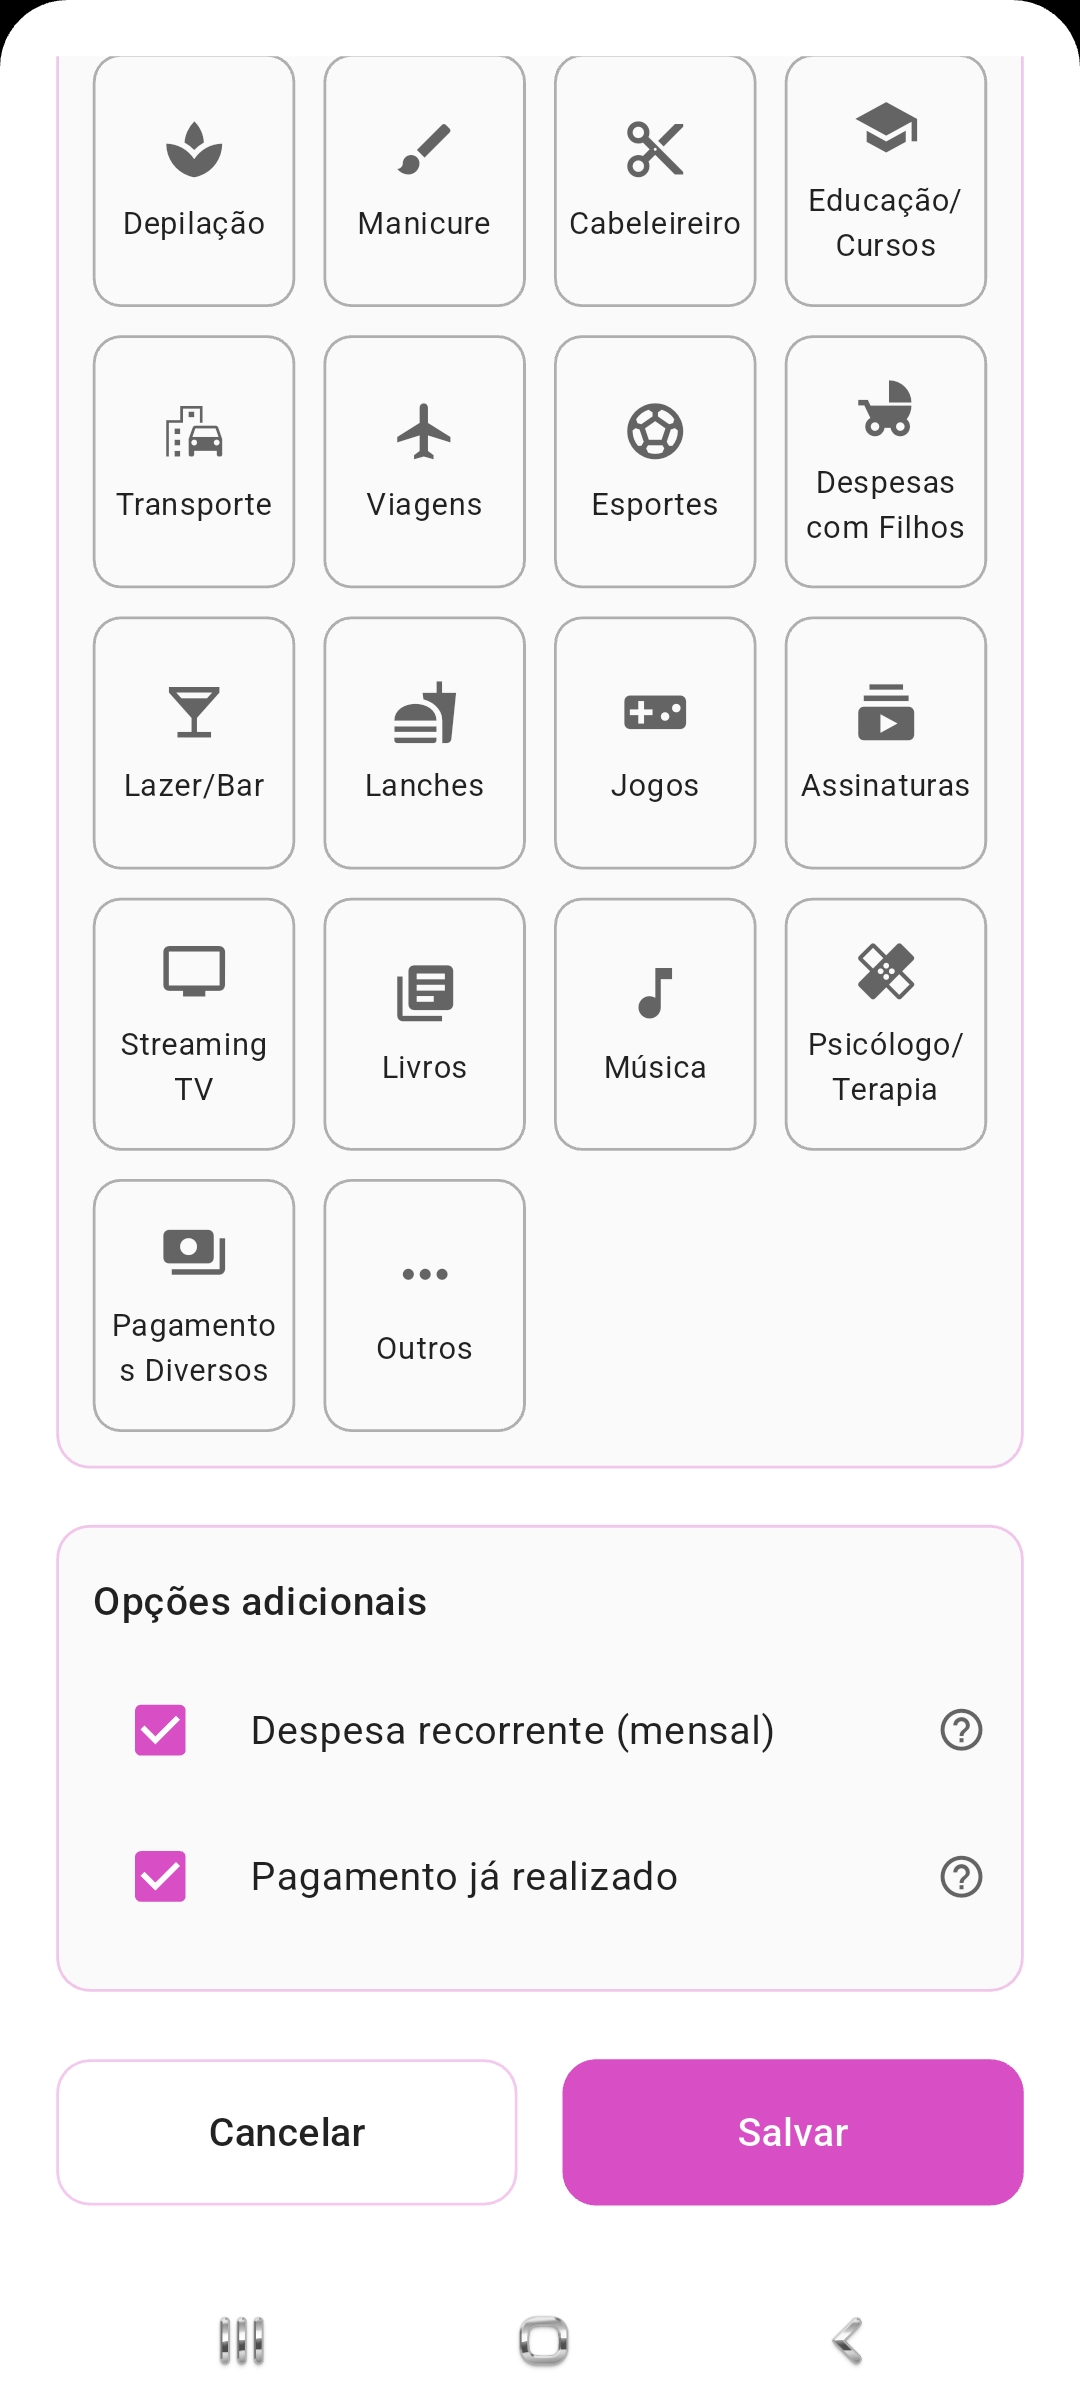 Depilação
Manicure
Cabeleireiro
Educação/
Cursos
Transporte
Viagens
Esportes
Despesas
com Filhos
Lazer/Bar
Lanches
Jogos
Assinaturas
Streaming
TV
Livros
Música
Psicólogo/
Terapia
Pagamento
s Diversos
Outros
Opções adicionais
Despesa recorrente (mensal)
Pagamento já realizado
Cancelar
Salvar